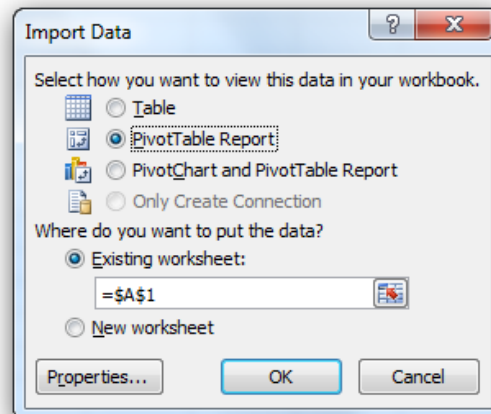 Import Data
Select how you want to view this data in your workbook.
Table
PivotTable Report
PivotChart and PivotTable Report
Only Create Connection
Where do you want to put the data?
Existing worksheet:
=$A$1
New worksheet
Properties... OK Cancel